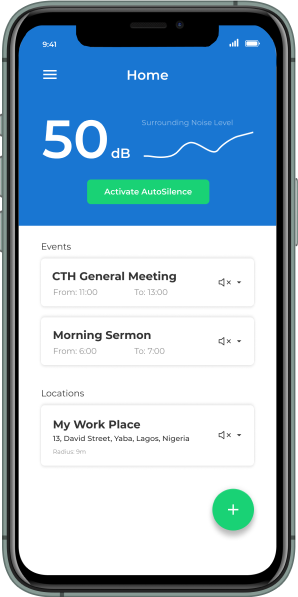 9:41
Home
Surrounding Noise Level
50 dB
Activate AutoSilence
Events
CTH General Meeting
From: 11:00 To: 13:00
Morning Sermon
From: 6:00 To: 7:00
Locations
My Work Place
13, David Street, Yaba, Lagos, Nigeria
Radius: 9m
+